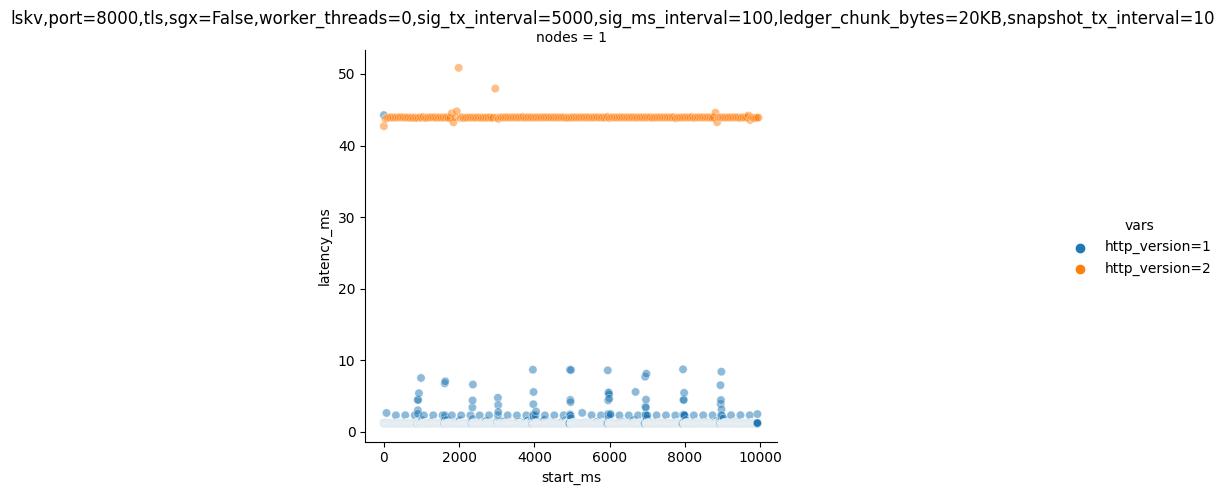 lskv,port=8000,tls,sgx=False,worker_threads=0,sig_tx_interval=5000,sig_ms_interval=100,ledger_chunk_bytes=20KB,snapshot_tx_interval=10
nodes = 1
50
40
30
20
10
0
latency_ms
0 2000 4000 6000 8000 10000
start_ms
vars
http_version=1
http_version=2